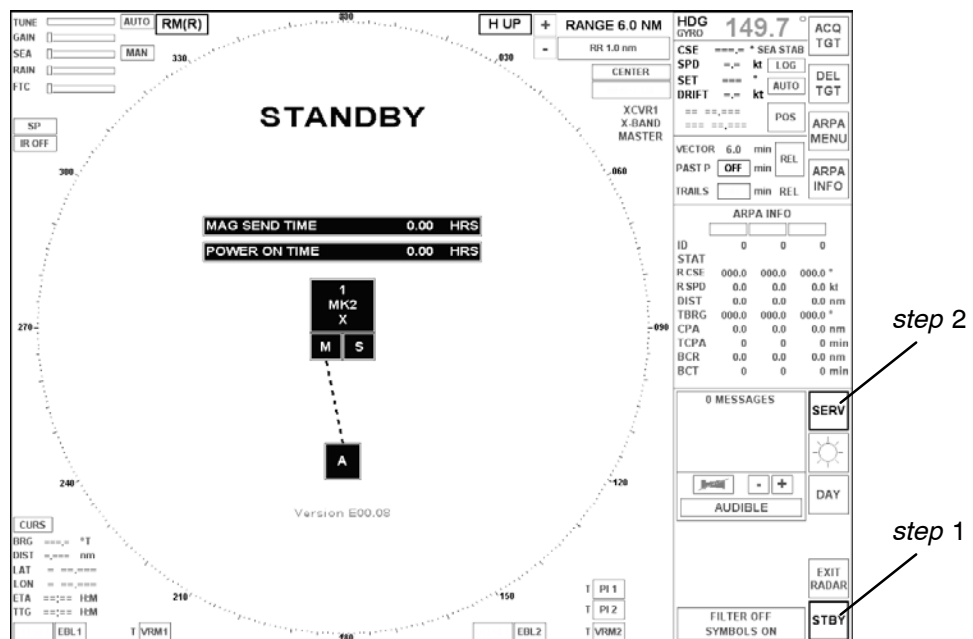 TUNE AUTO RM(R)
GAIN
SEA MAN
RAIN
FTC
SP
IR OFF
000
030
060
090
120
150
180
210
240
270
300
330
STANDBY
MAG SEND TIME 0.00 HRS
POWER ON TIME 0.00 HRS
1
MK2
X
M S
A
Version E00.08
H UP + RANGE 6.0 NM
- RR 1.0 nm
CENTER
XCVR1
X-BAND
MASTER
HDG 149.7 °
GYRO
CSE ---.- ° SEA STAB
SPD --.- kt LOG
SET --- °
AUTO
DRIFT --.- kt
-- --.---
--- --.---
POS
VECTOR 6.0 min
REL
PAST P OFF min
TRAILS min REL
ARPA INFO
ID 0 0 0
STAT
R CSE 000.0 000.0 000.0 °
R SPD 0.0 0.0 0.0 kt
DIST 0.0 0.0 0.0 nm
TBRG 000.0 000.0 000.0 °
CPA 0.0 0.0 0.0 nm
TCPA 0 0 0 min
BCR 0.0 0.0 0.0 nm
BCT 0 0 0 min
0 MESSAGES
- +
AUDIBLE
FILTER OFF
SYMBOLS ON
ACQ
TGT
DEL
TGT
ARPA
MENU
ARPA
INFO
SERV
DAY
EXIT
RADAR
STBY
step 2
step 1
CURS
BRG ---.- °T
DIST -.--- nm
LAT - --.---
LON - --.---
ETA --:-- H:M
TTG --:-- H:M
EBL1 T VRM1
T PI 1
T PI 2
EBL2 T VRM2